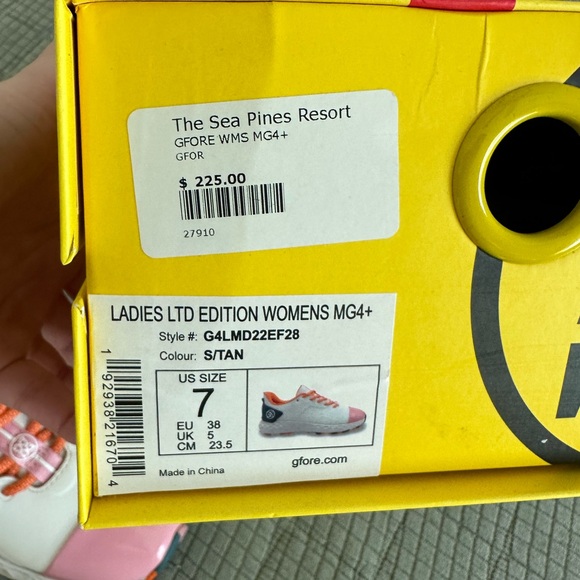 The Sea Pines Resort
GFORE WMS MG4+
GFOR
$ 225.00
27910
LADIES LTD EDITION WOMENS MG4+
Style #: G4LMD22EF28
Colour: S/TAN
US SIZE
7
EU 38
UK 5
CM 23.5
Made in China
gfore.com
1 92938 21670 4